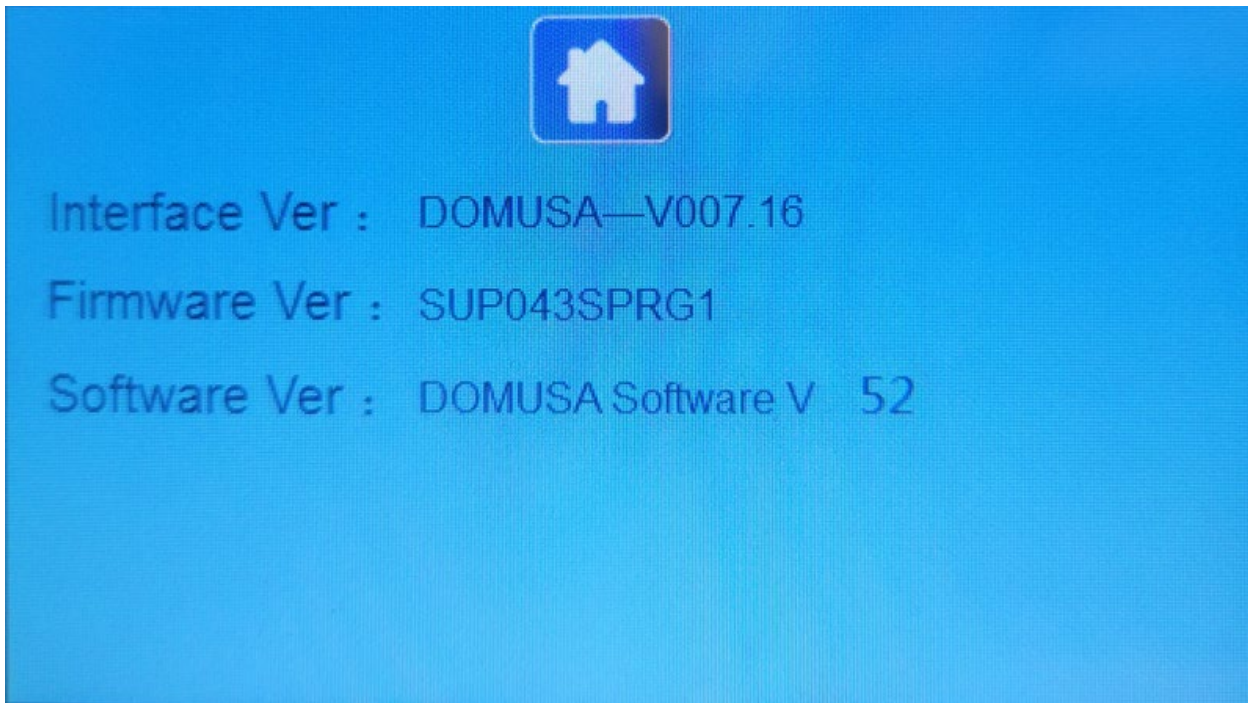 Interface Ver : DOMUSA—V007.16
Firmware Ver : SUP043SPRG1
Software Ver : DOMUSA Software V 52